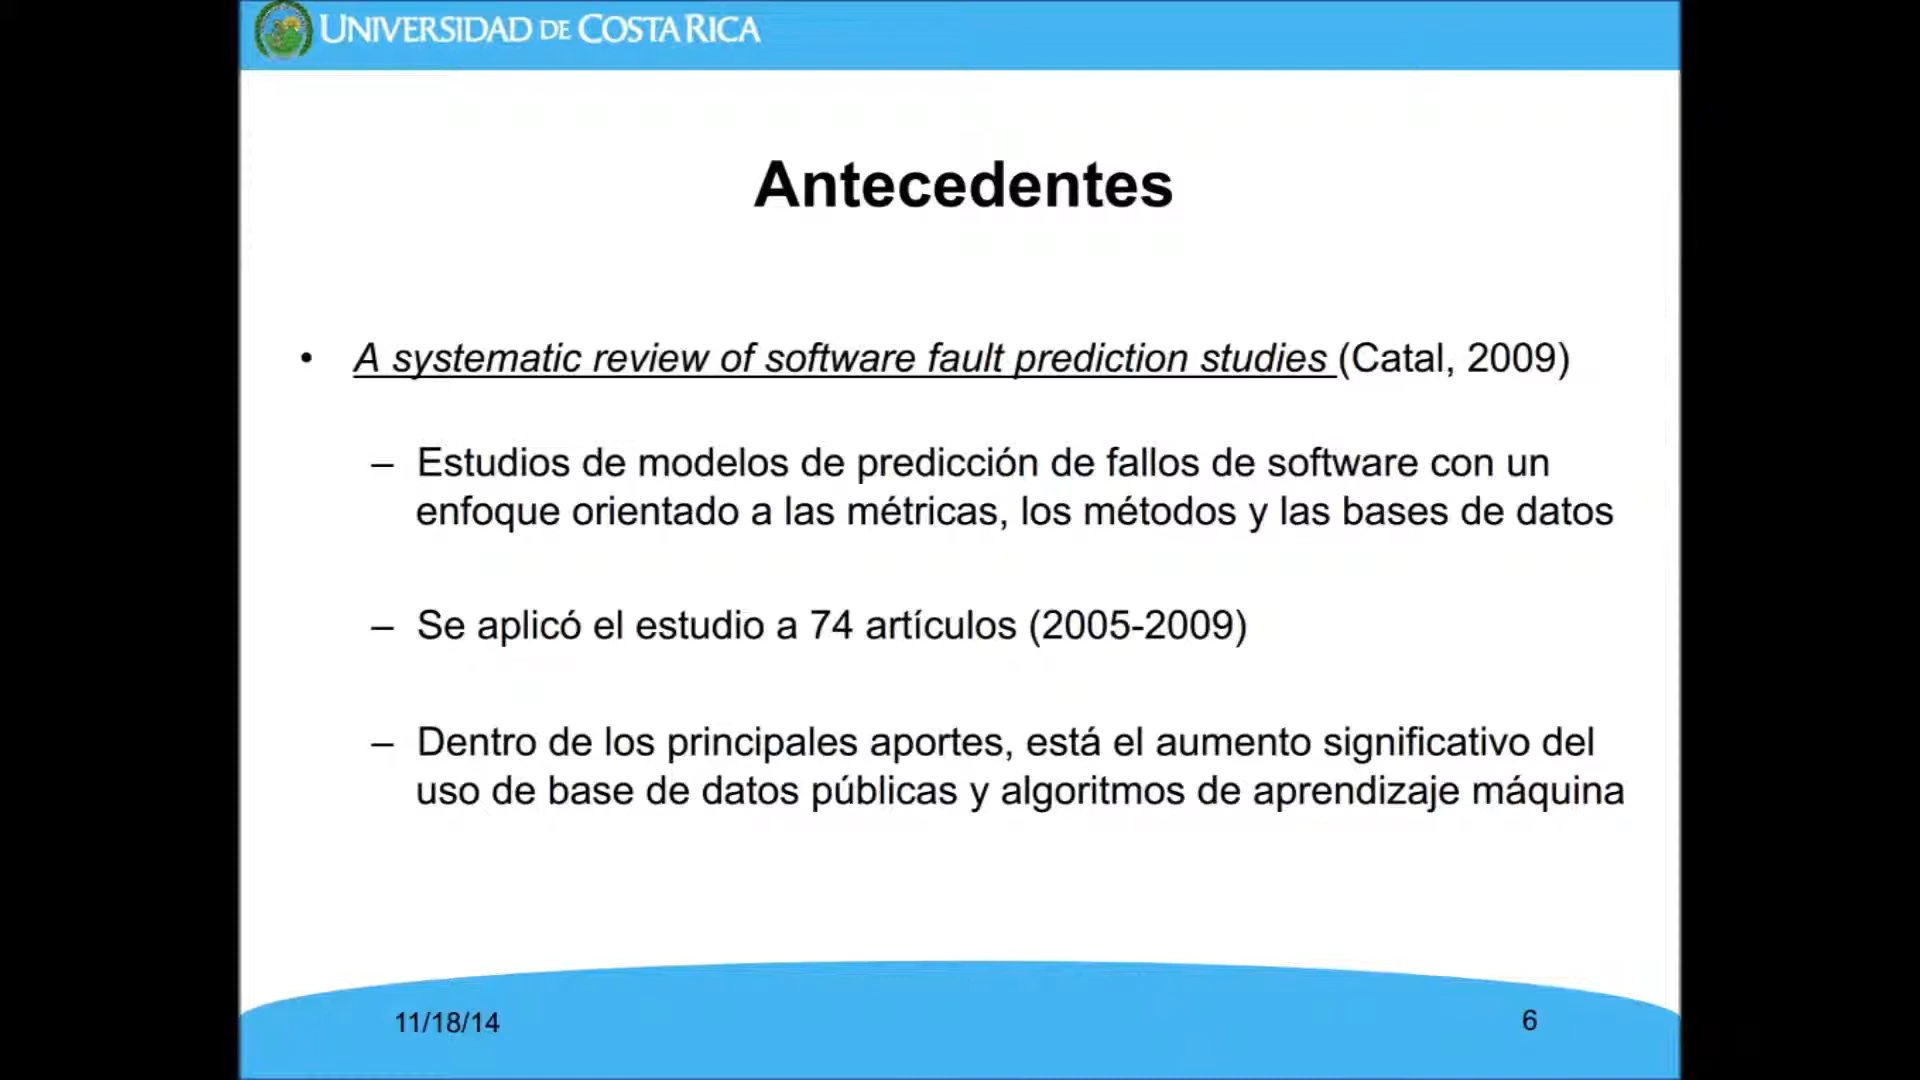 UNIVERSIDAD DE COSTA RICA
Antecedentes
• A systematic review of software fault prediction studies (Catal, 2009)
– Estudios de modelos de predicción de fallos de software con un
enfoque orientado a las métricas, los métodos y las bases de datos
– Se aplicó el estudio a 74 artículos (2005-2009)
– Dentro de los principales aportes, está el aumento significativo del
uso de base de datos públicas y algoritmos de aprendizaje máquina
11/18/14
6